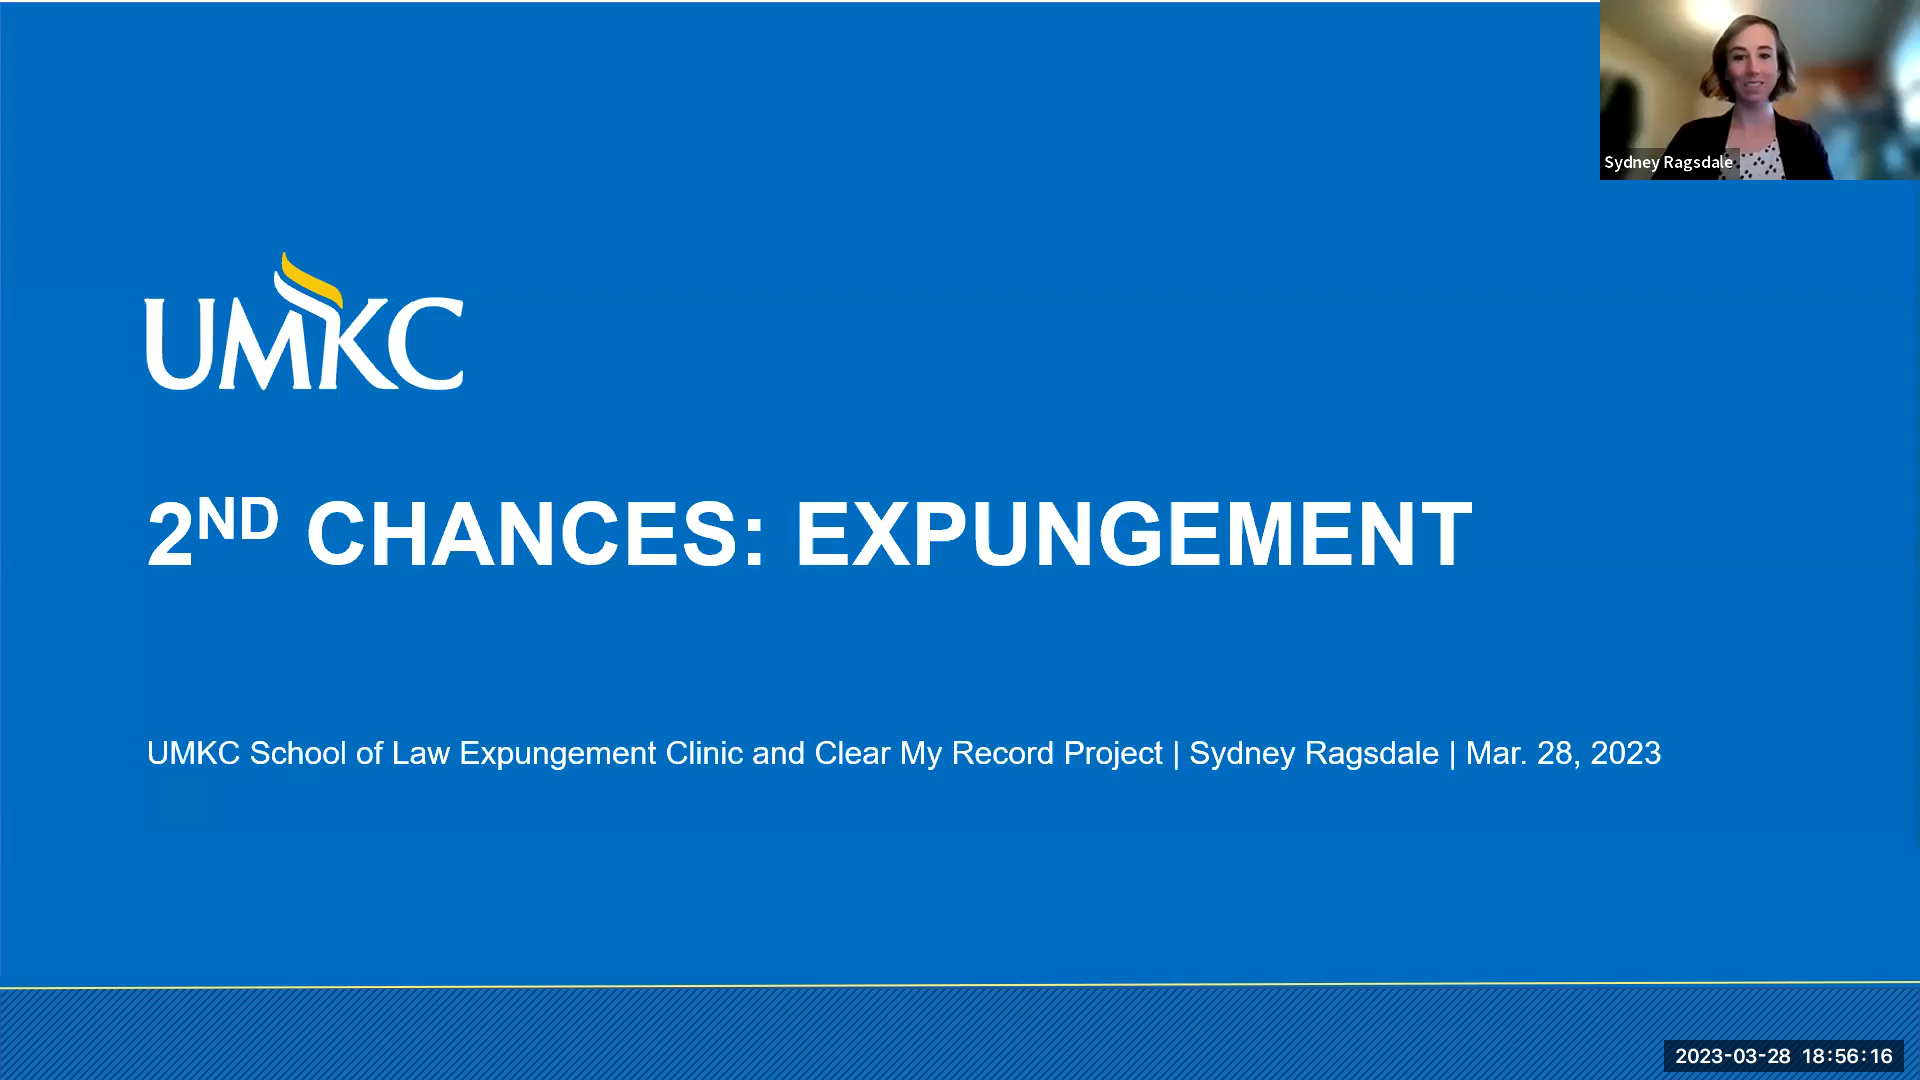 Sydney Ragsdale
UMKC
2ND CHANCES: EXPUNGEMENT
UMKC School of Law Expungement Clinic and Clear My Record Project | Sydney Ragsdale | Mar. 28, 2023
2023-03-28 18:56:16